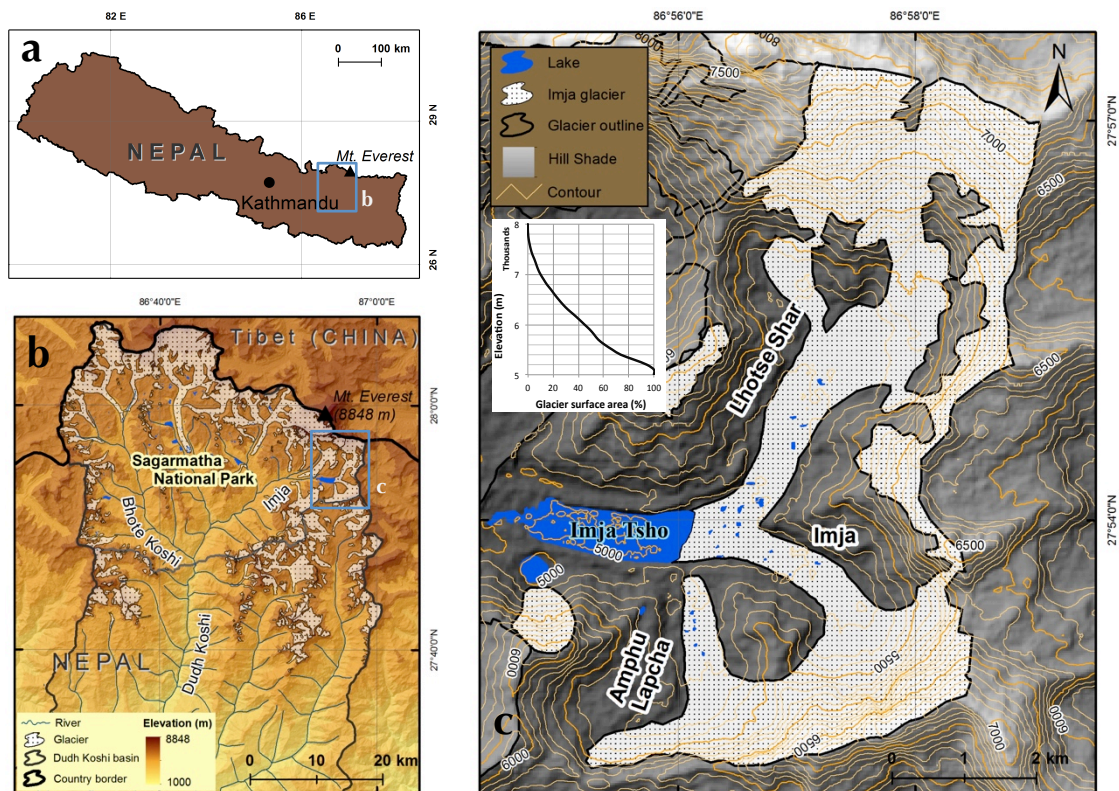 a
82 E
86 E
0 100 km
29 N
26 N
NEPAL
Mt. Everest
Kathmandu
b
86°40'0"E
87°0'0"E
b
Tibet (CHINA)
Mt. Everest
(8848 m)
28°0'0"N
27°40'0"N
Sagarmatha
National Park
Imja
c
Bhote Koshi
Dudh Koshi
NEPAL
River
Glacier
Dudh Koshi basin
Country border
Elevation (m)
8848
1000
0 10 20 km
86°56'0"E
86°58'0"E
27°57'0"N
27°54'0"N
N
Lake
Imja glacier
Glacier outline
Hill Shade
Contour
Thousands
Elevation (m)
8
7
6
5
0 20 40 60 80 100
Glacier surface area (%)
8000
8000
7500
7000
6500
6500
Lhotse Shar
Imja Tsho
5000
Imja
6500
5000
6000
Amphu
Lapcha
5500
6000
6500
7000
6000
c
0 1 2 km